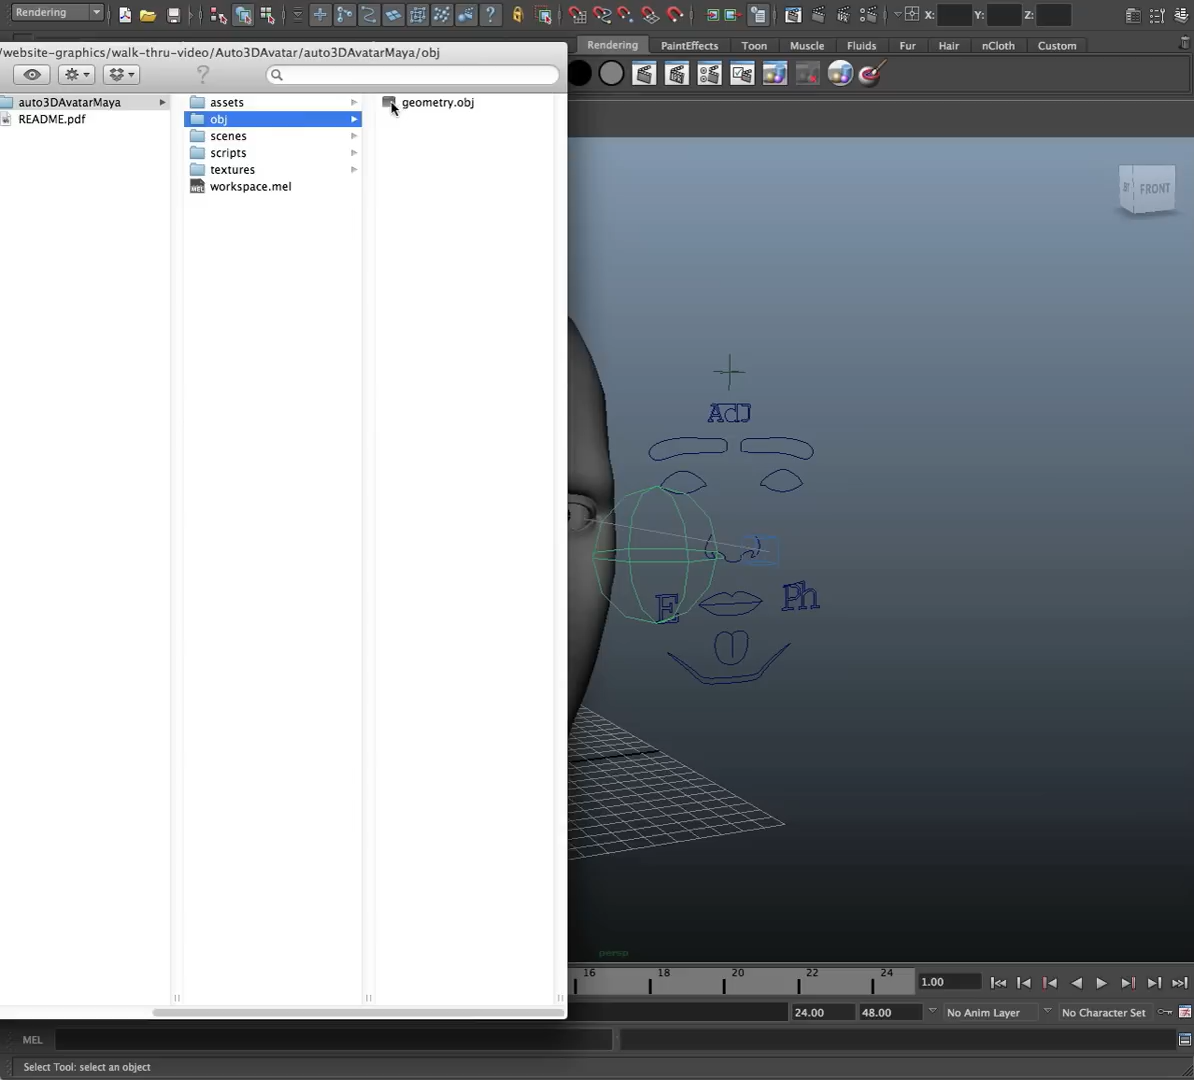 Rendering
X:
Y:
Z:
/website-graphics/walk-thru-video/Auto3DAvatar/auto3DAvatarMaya/obj
Rendering
PaintEffects
Toon
Muscle
Fluids
Fur
Hair
nCloth
Custom
auto3DAvatarMaya
README.pdf
assets
obj
scenes
scripts
textures
workspace.mel
geometry.obj
FRONT
AdJ
E
Ph
persp
16
18
20
22
24
1.00
24.00
48.00
No Anim Layer
No Character Set
MEL
Select Tool: select an object